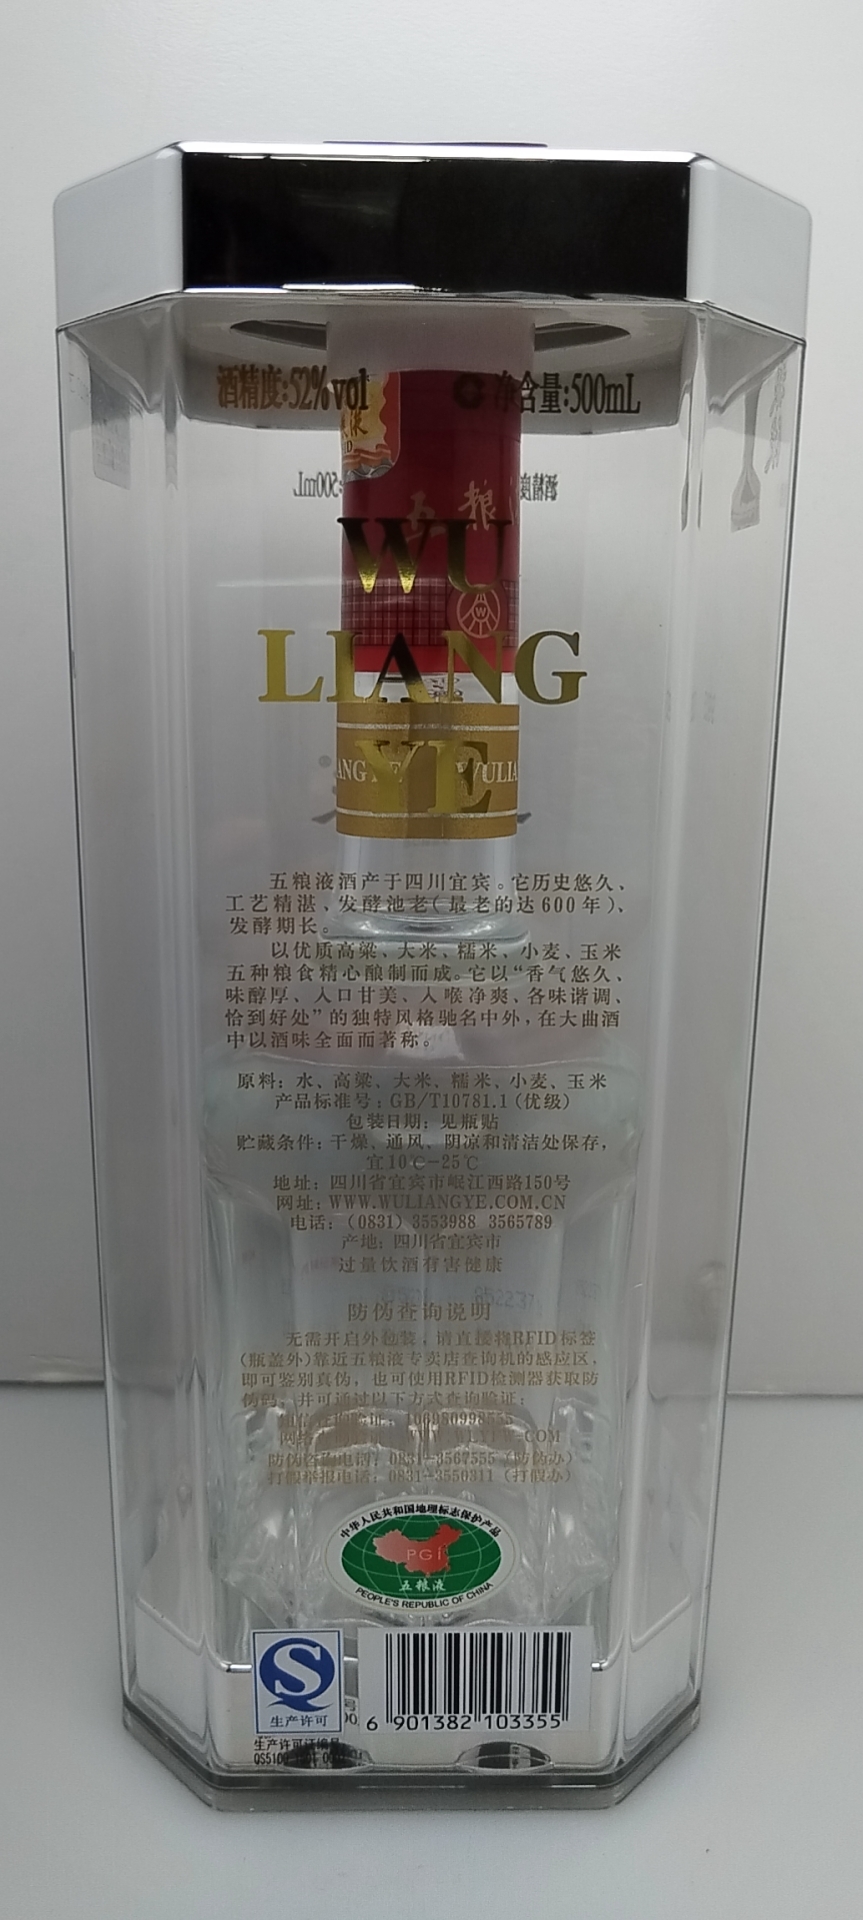 酒精度:52%vol 净含量:500mL
五粮
WU
LIANG
YE
五粮液酒产于四川宜宾。它历史悠久、
工艺精湛、发酵池老(最老的达600年)、
发酵期长。
以优质高粱、大米、糯米、小麦、玉米
五种粮食精心酿制而成。它以“香气悠久、
味醇厚、入口甘美、入喉净爽、各味谐调、
恰到好处”的独特风格驰名中外,在大曲酒
中以酒味全面而著称。
原料: 水、高粱、大米、糯米、小麦、玉米
产品标准号: GB/T10781.1(优级)
包装日期: 见瓶贴
贮藏条件: 干燥、通风、阴凉和清洁处保存,
宜10℃-25℃
地址: 四川省宜宾市岷江西路150号
网址: WWW.WULIANGYE.COM.CN
电话: (0831) 3553988 3565789
产地: 四川省宜宾市
过量饮酒有害健康
防伪查询说明
无需开启外包装,请直接将RFID标签
(瓶盖外)靠近五粮液专卖店查询机的感应区,
即可鉴别真伪,也可使用RFID检测器获取防
伪码,并可通过以下方式查询验证:
106980998555
防伪咨询电话: 0831-3567555 (防伪办)
打假举报电话: 0831-3550311 (打假办)
中华人民共和国地理标志保护产品
PGI
五粮液
PEOPLE'S REPUBLIC OF CHINA
生产许可
6 901382 103355
生产许可证编号